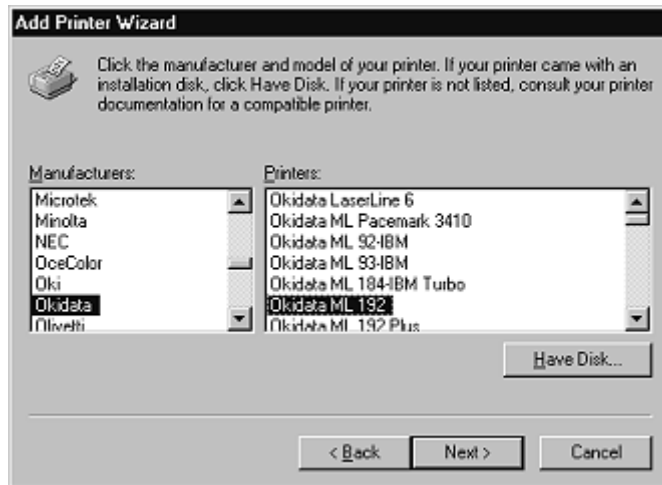 Add Printer Wizard
Click the manufacturer and model of your printer. If your printer came with an
installation disk, click Have Disk. If your printer is not listed, consult your printer
documentation for a compatible printer.
Manufacturers:
Microtek
Minolta
NEC
OceColor
Oki
Okidata
Olivetti
Printers:
Okidata LaserLine 6
Okidata ML Pacemark 3410
Okidata ML 92-IBM
Okidata ML 93-IBM
Okidata ML 184-IBM Turbo
Okidata ML 192
Okidata ML 192 Plus
Have Disk...
< Back
Next >
Cancel